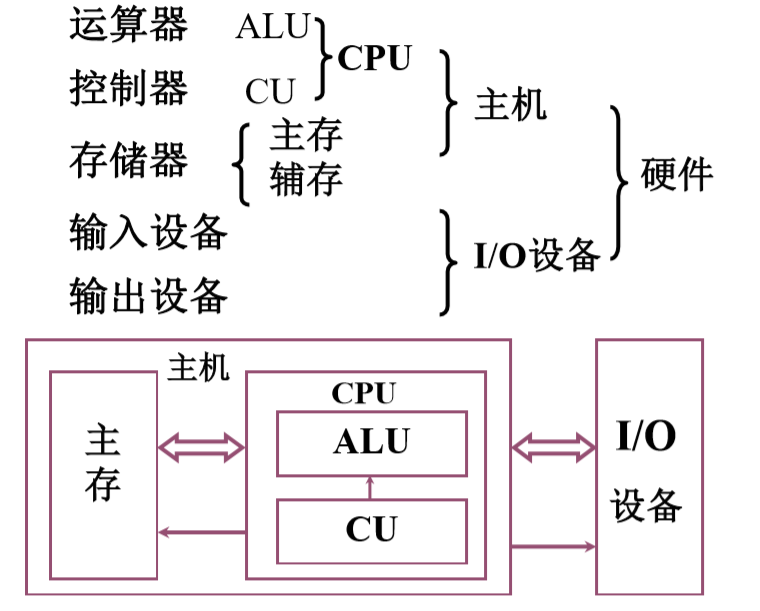 运算器 ALU
CPU
控制器 CU
主机
存储器
主存
辅存
硬件
输入设备
I/O设备
输出设备
主机
CPU
主
存
ALU
CU
I/O
设备